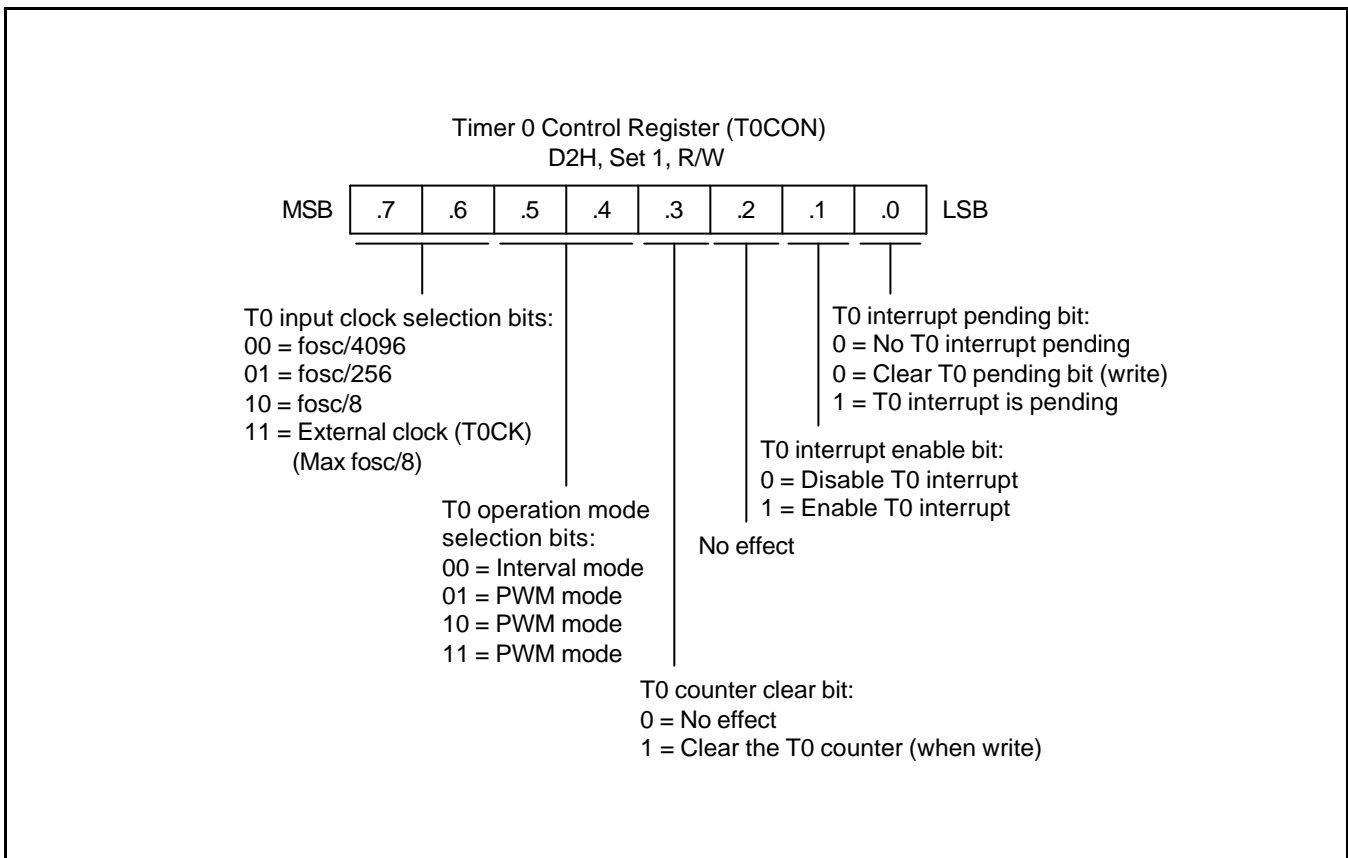 Timer 0 Control Register (T0CON)
D2H, Set 1, R/W
MSB .7 .6 .5 .4 .3 .2 .1 .0 LSB
T0 input clock selection bits:
00 = fosc/4096
01 = fosc/256
10 = fosc/8
11 = External clock (T0CK)
(Max fosc/8)
T0 operation mode
selection bits:
00 = Interval mode
01 = PWM mode
10 = PWM mode
11 = PWM mode
T0 counter clear bit:
0 = No effect
1 = Clear the T0 counter (when write)
No effect
T0 interrupt enable bit:
0 = Disable T0 interrupt
1 = Enable T0 interrupt
T0 interrupt pending bit:
0 = No T0 interrupt pending
0 = Clear T0 pending bit (write)
1 = T0 interrupt is pending